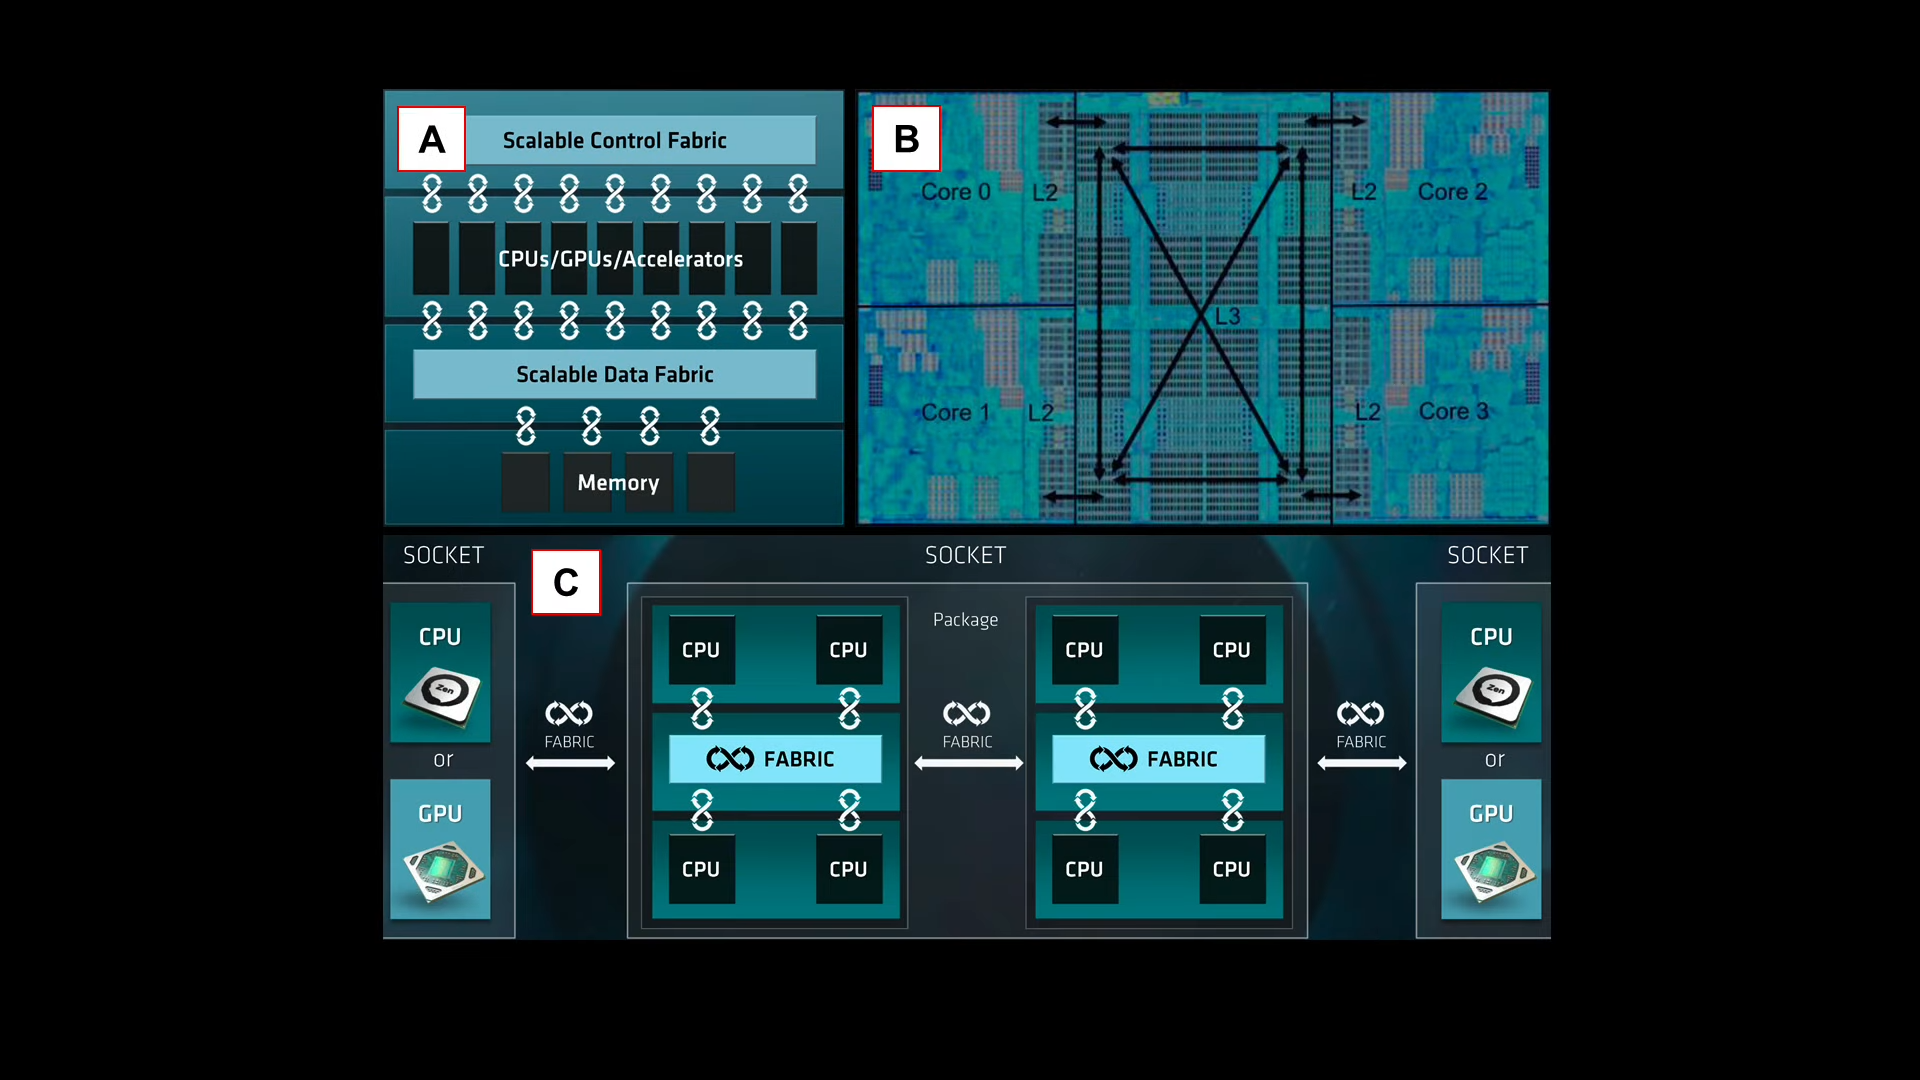 A
Scalable Control Fabric
CPUs/GPUs/Accelerators
Scalable Data Fabric
Memory
B
Core 0
L2
L2
Core 2
L3
Core 1
L2
L2
Core 3
C
SOCKET
SOCKET
SOCKET
CPU
Zen
or
GPU
FABRIC
Package
CPU
CPU
FABRIC
CPU
CPU
FABRIC
CPU
CPU
FABRIC
CPU
CPU
FABRIC
CPU
Zen
or
GPU